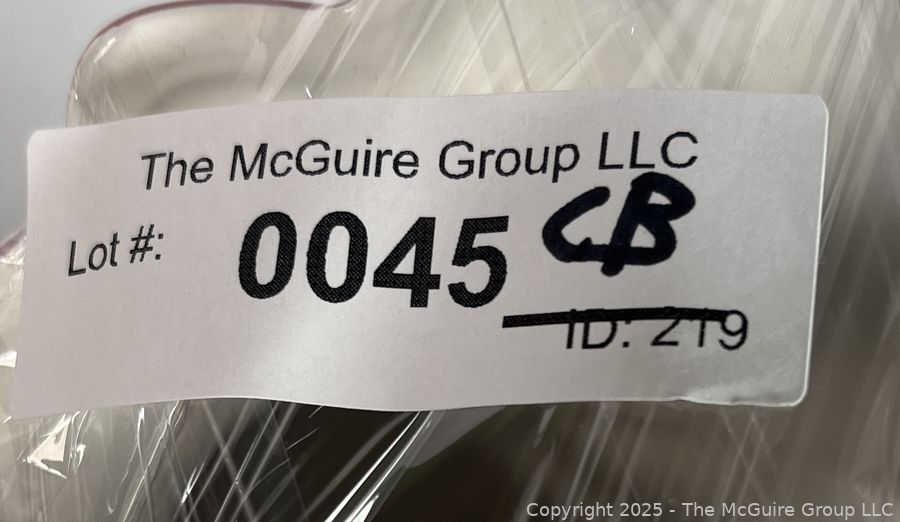 The McGuire Group LLC
Lot #: 0045 CB
ID: 219
Copyright 2025 - The McGuire Group LLC